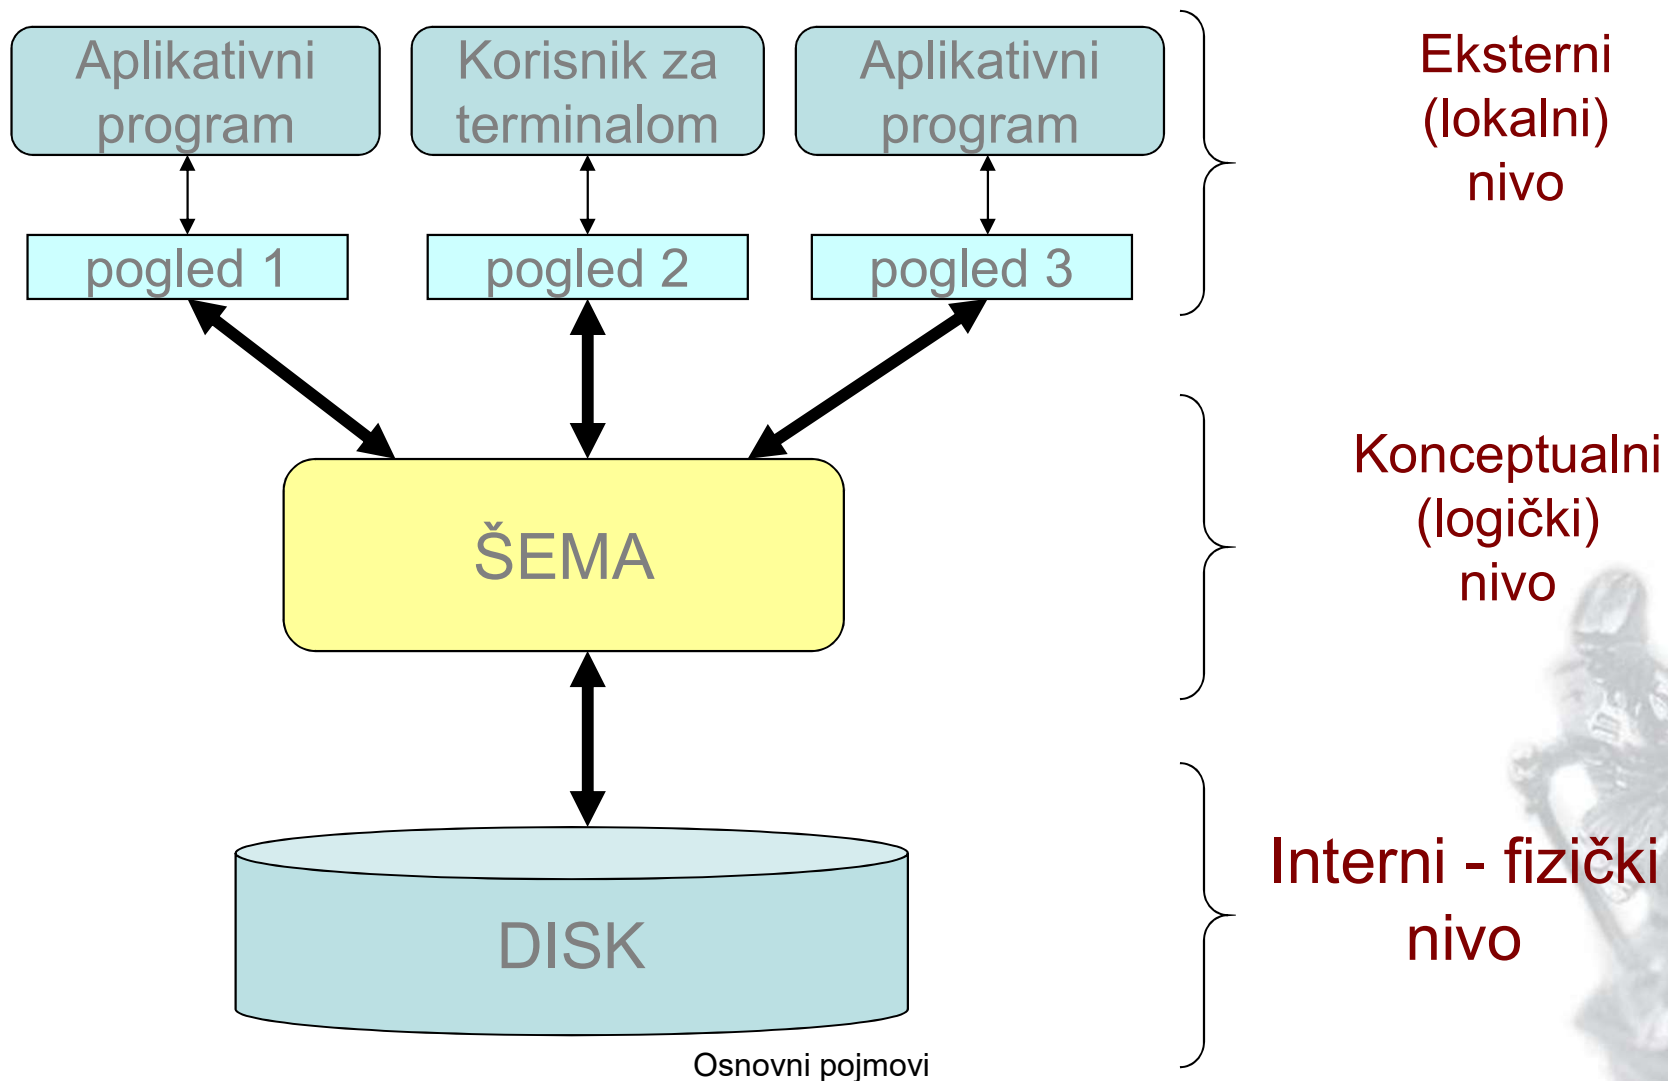 Aplikativni
program
Korisnik za
terminalom
Aplikativni
program
Eksterni
(lokalni)
nivo
pogled 1
pogled 2
pogled 3
ŠEMA
Konceptualni
(logički)
nivo
DISK
Interni - fizički
nivo
Osnovni pojmovi